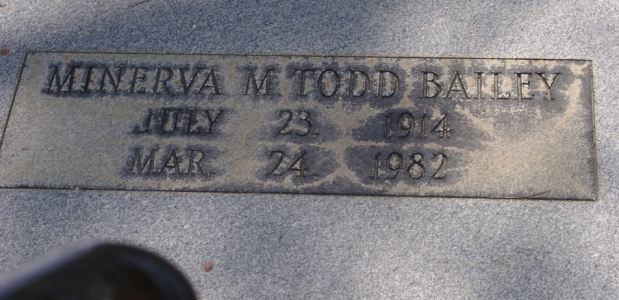 MINERVA M. TODD BAILEY
JULY 23, 1914
MAR. 24, 1982